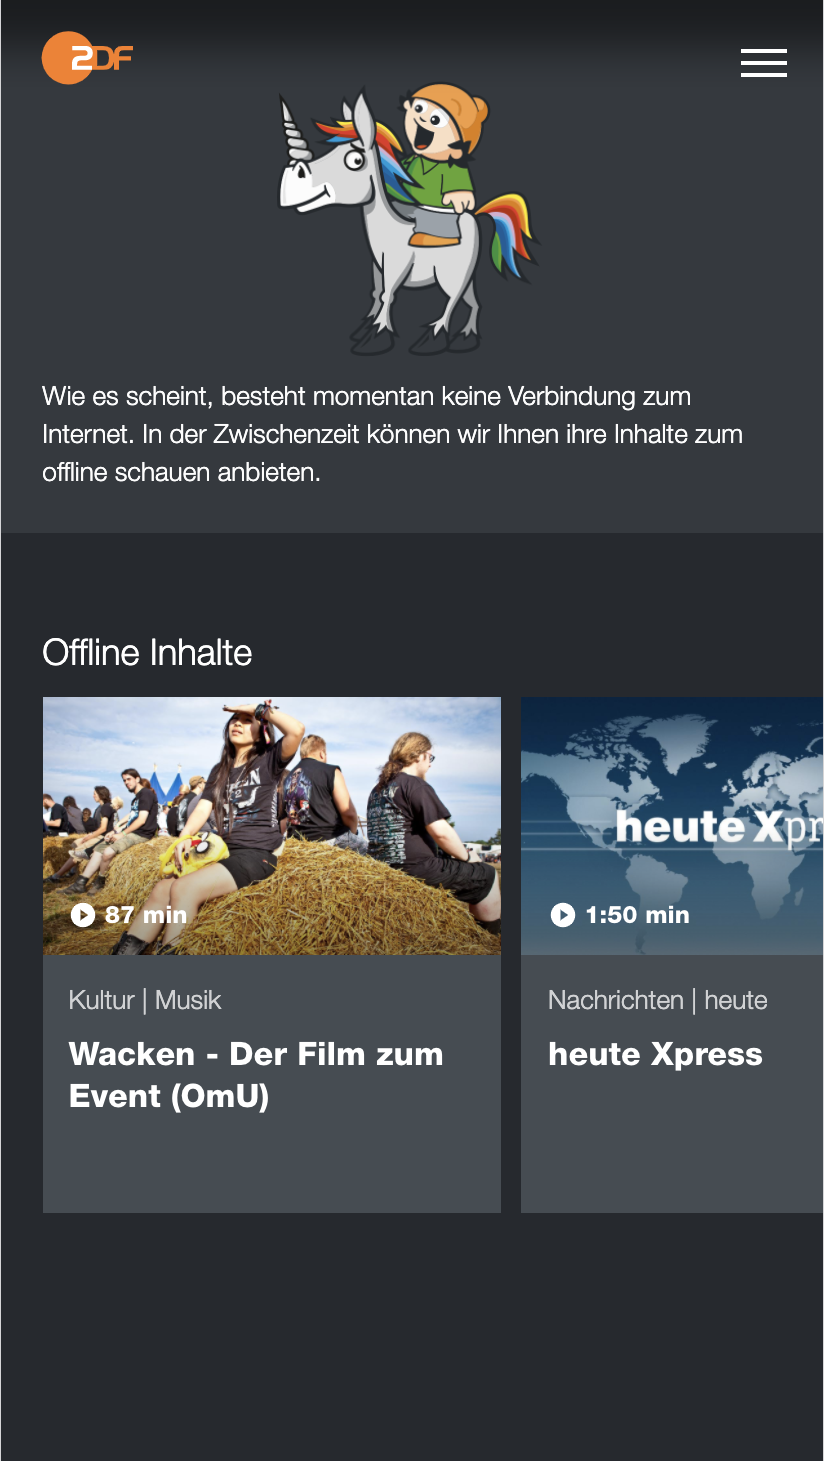 ZDF
Wie es scheint, besteht momentan keine Verbindung zum
Internet. In der Zwischenzeit können wir Ihnen ihre Inhalte zum
offline schauen anbieten.
Offline Inhalte
heute Xpr
87 min
1:50 min
Kultur | Musik
Nachrichten | heute
Wacken - Der Film zum
Event (OmU)
heute Xpress